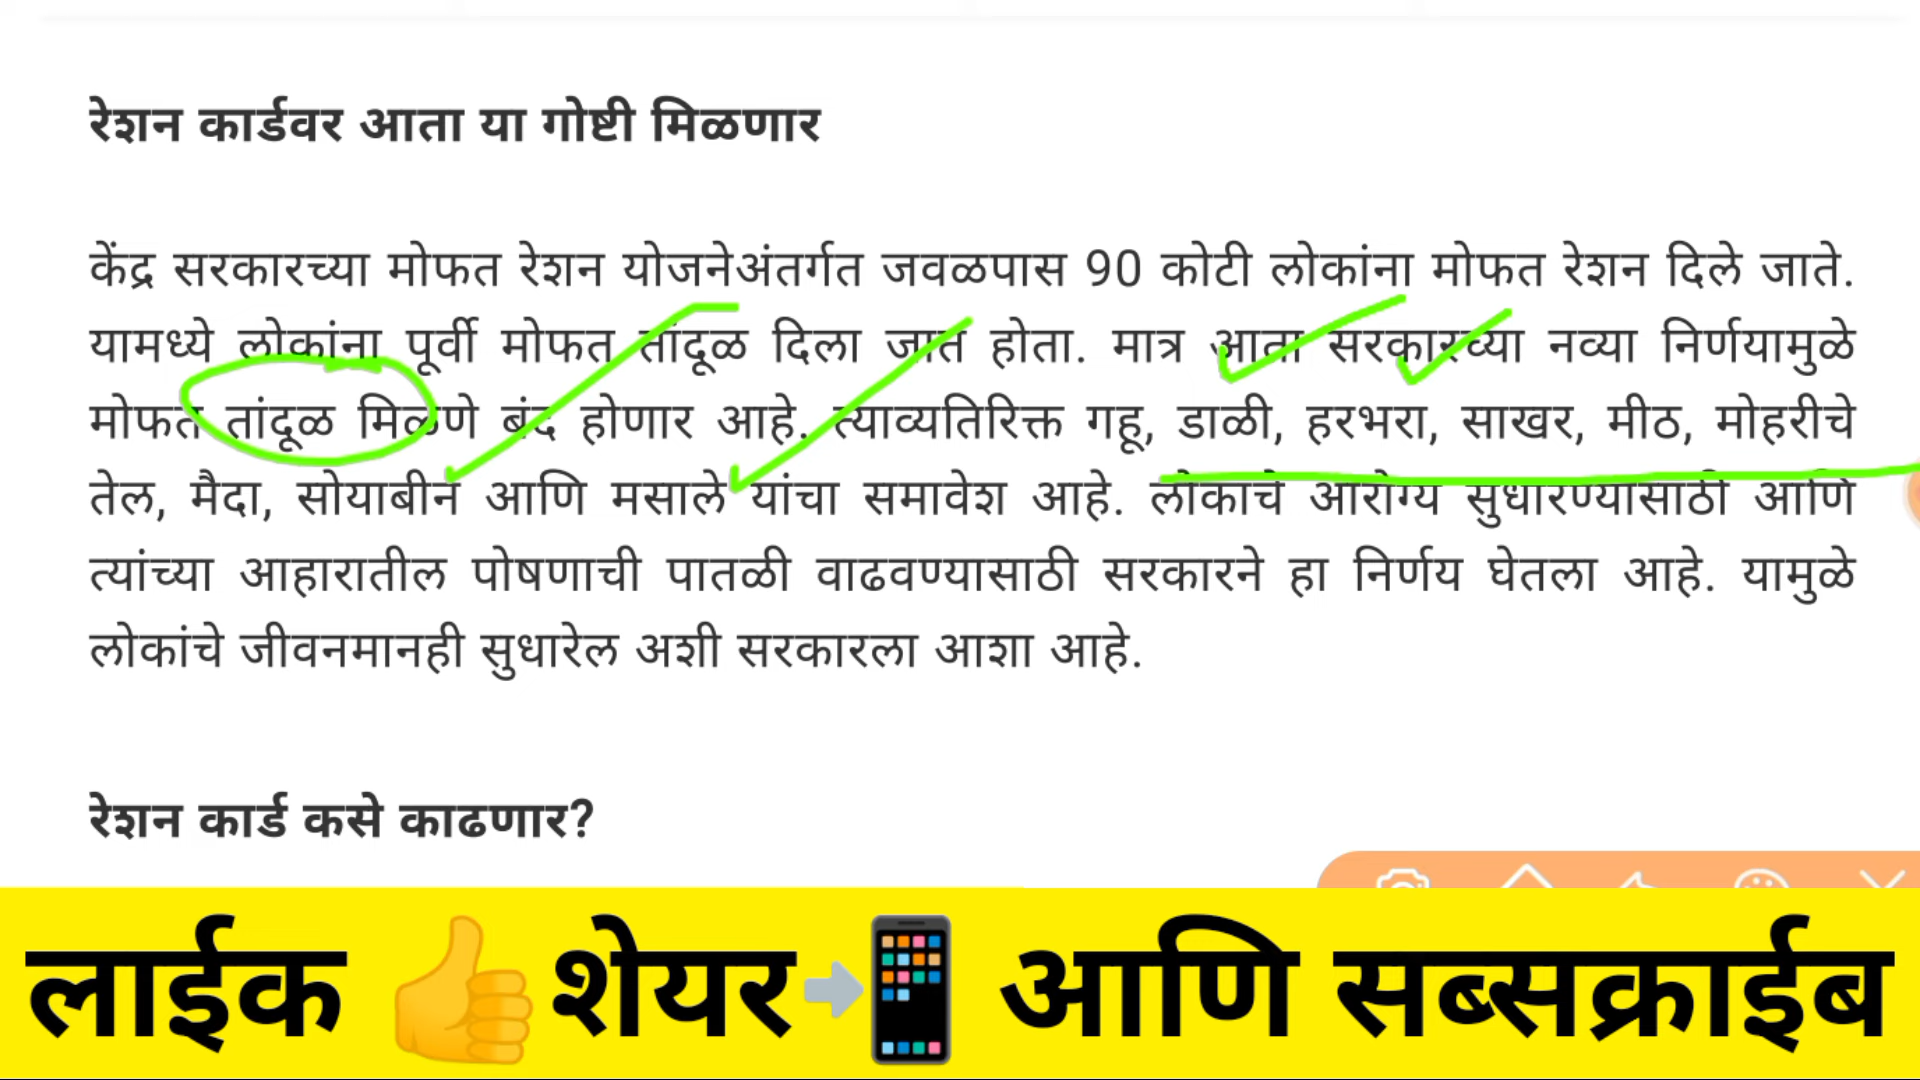 रेशन कार्डवर आता या गोष्टी मिळणार
केंद्र सरकारच्या मोफत रेशन योजनेअंतर्गत जवळपास 90 कोटी लोकांना मोफत रेशन दिले जाते.
यामध्ये लोकांना पूर्वी मोफत तांदूळ दिला जात होता. मात्र आता सरकारच्या नव्या निर्णयामुळे
मोफत तांदूळ मिळणे बंद होणार आहे. त्याव्यतिरिक्त गहू, डाळी, हरभरा, साखर, मीठ, मोहरीचे
तेल, मैदा, सोयाबीन आणि मसाले यांचा समावेश आहे. लोकांचे आरोग्य सुधारण्यासाठी आणि
त्यांच्या आहारातील पोषणाची पातळी वाढवण्यासाठी सरकारने हा निर्णय घेतला आहे. यामुळे
लोकांचे जीवनमानही सुधारेल अशी सरकारला आशा आहे.
रेशन कार्ड कसे काढणार?
लाईक 👍 शेयर 📲 आणि सब्सक्राईब